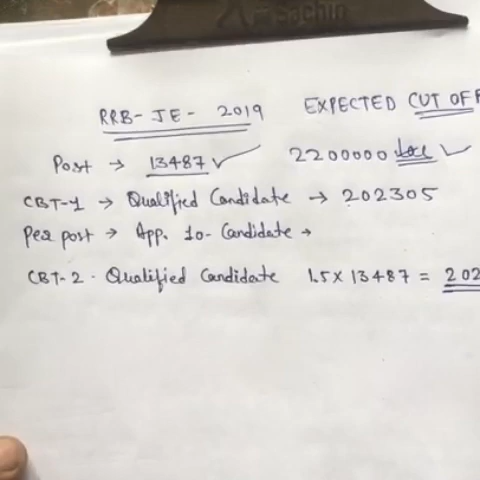 Sachin
RRB- JE - 2019 EXPECTED CUT OFF
Post → 13487 ✓ 2200000 ✓
CBT-1 → Qualified Candidate → 202305
Per post → App. 10- Candidate →
CBT-2 - Qualified Candidate 1.5 x 13487 = 202